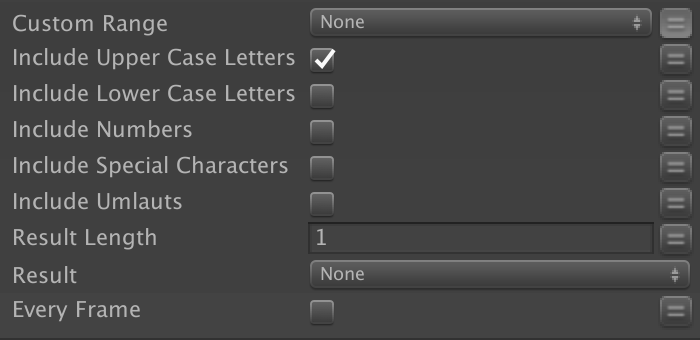 Custom Range None
Include Upper Case Letters
Include Lower Case Letters
Include Numbers
Include Special Characters
Include Umlauts
Result Length 1
Result None
Every Frame